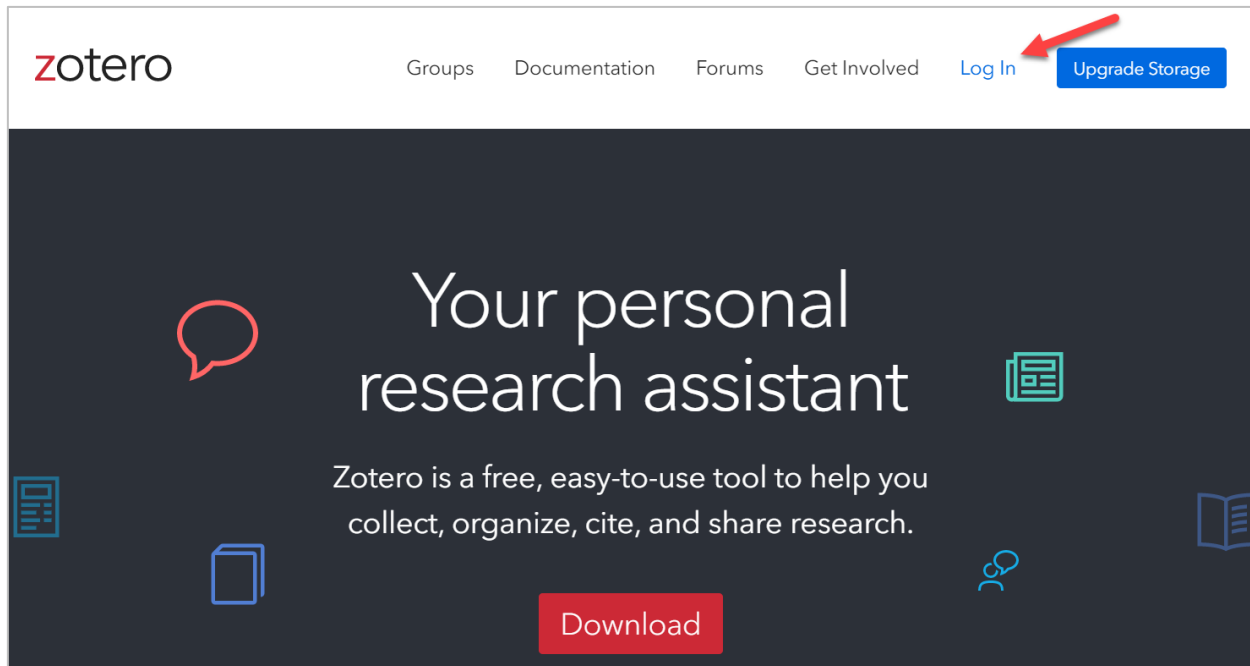 zotero
Groups Documentation Forums Get Involved Log In Upgrade Storage
Your personal
research assistant
Zotero is a free, easy-to-use tool to help you
collect, organize, cite, and share research.
Download